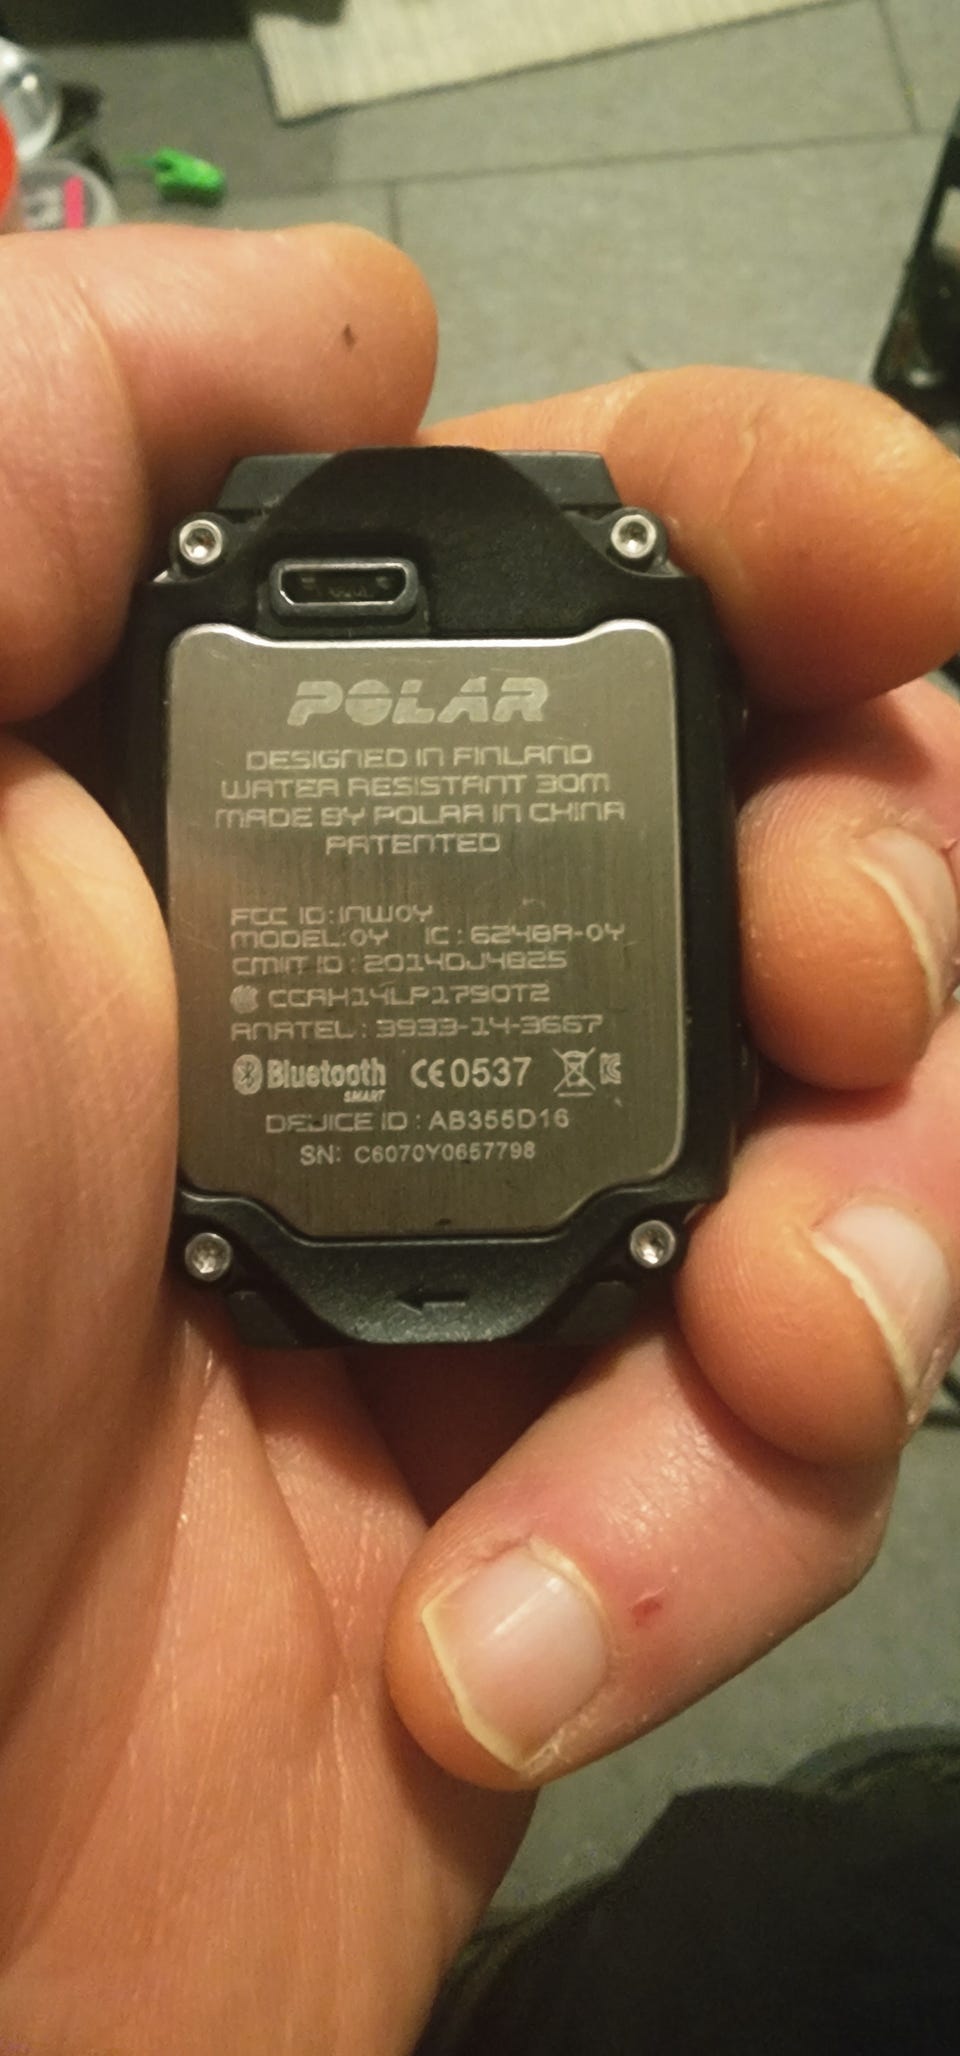 POLAR
DESIGNED IN FINLAND
WATER RESISTANT 30M
MADE BY POLAR IN CHINA
PATENTED
FCC ID: INW0Y
MODEL:0Y IC: 6248A-0Y
CMIIT ID: 2014DJ4825
CCAH14LP1790T2
ANATEL: 3933-14-3667
Bluetooth CE0537
SMART
DEVICE ID: AB355D16
SN: C6070Y0657798